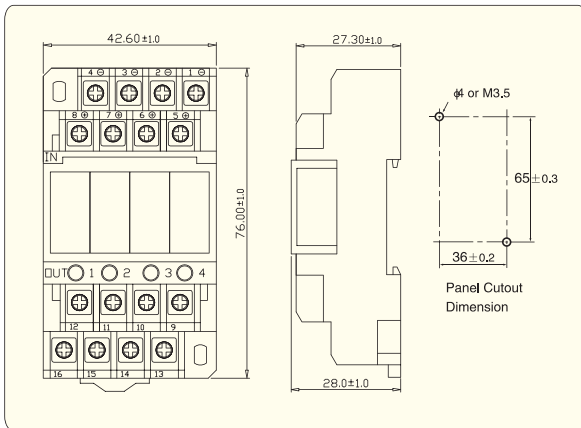 42.60±1.0
27.30±1.0
4 ⊖ 3 ⊖ 2 ⊖ 1 ⊖
8 ⊕ 7 ⊕ 6 ⊕ 5 ⊕
IN
76.00±1.0
ϕ4 or M3.5
65±0.3
36±0.2
OUT 1 2 3 4
Panel Cutout
Dimension
12 11 10 9
16 15 14 13
28.0±1.0